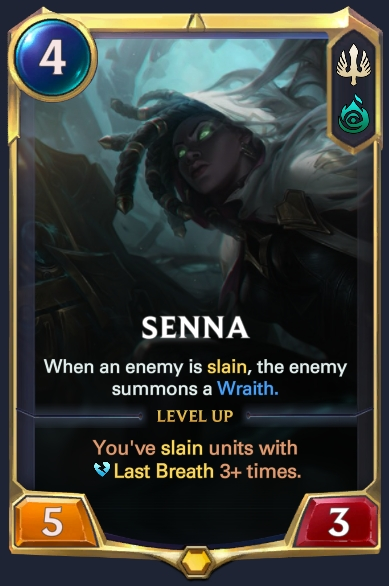 4
SENNA
When an enemy is slain, the enemy
summons a Wraith.
LEVEL UP
You've slain units with
Last Breath 3+ times.
5
3